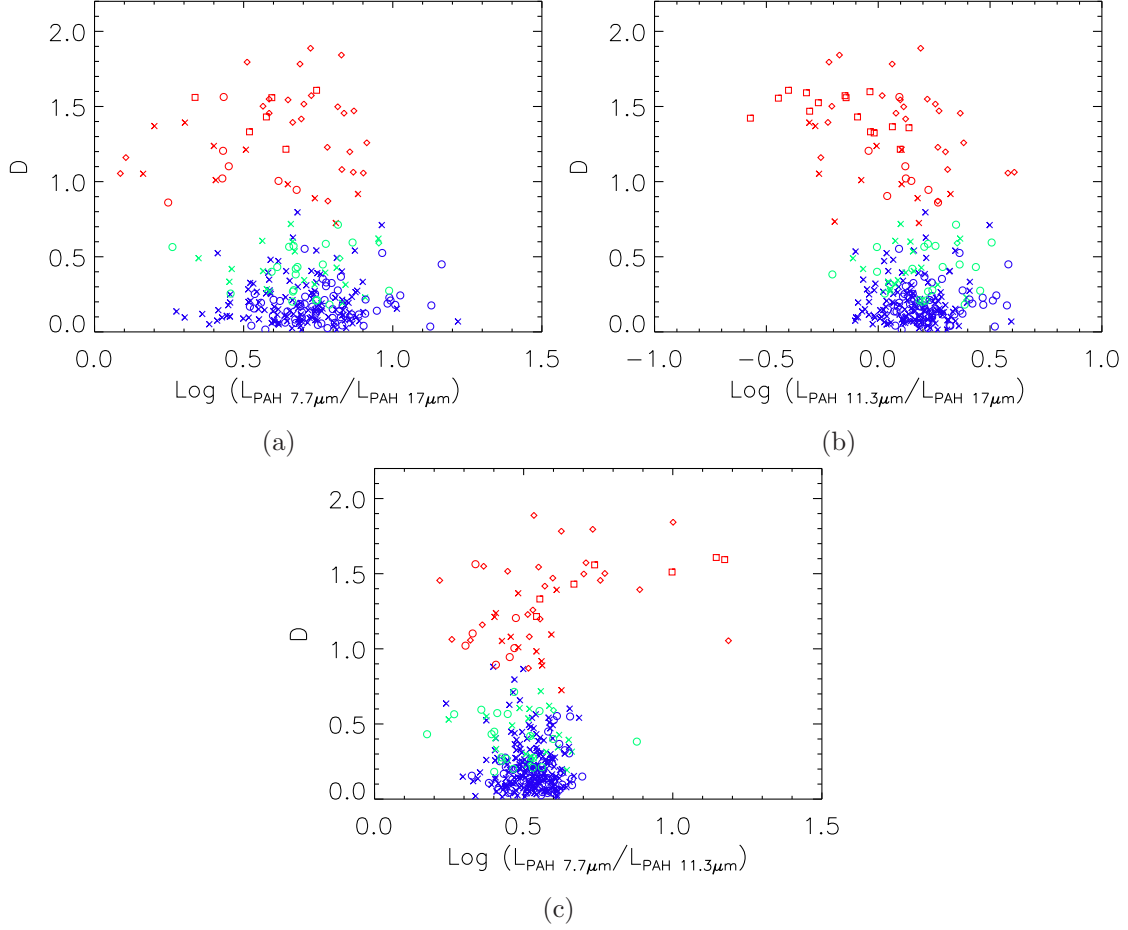 2.0
1.5
1.0
0.5
0.0
D
0.0 0.5 1.0 1.5
Log (L_PAH 7.7μm/L_PAH 17μm)
(a)
2.0
1.5
1.0
0.5
0.0
D
−1.0 −0.5 0.0 0.5 1.0
Log (L_PAH 11.3μm/L_PAH 17μm)
(b)
2.0
1.5
1.0
0.5
0.0
D
0.0 0.5 1.0 1.5
Log (L_PAH 7.7μm/L_PAH 11.3μm)
(c)